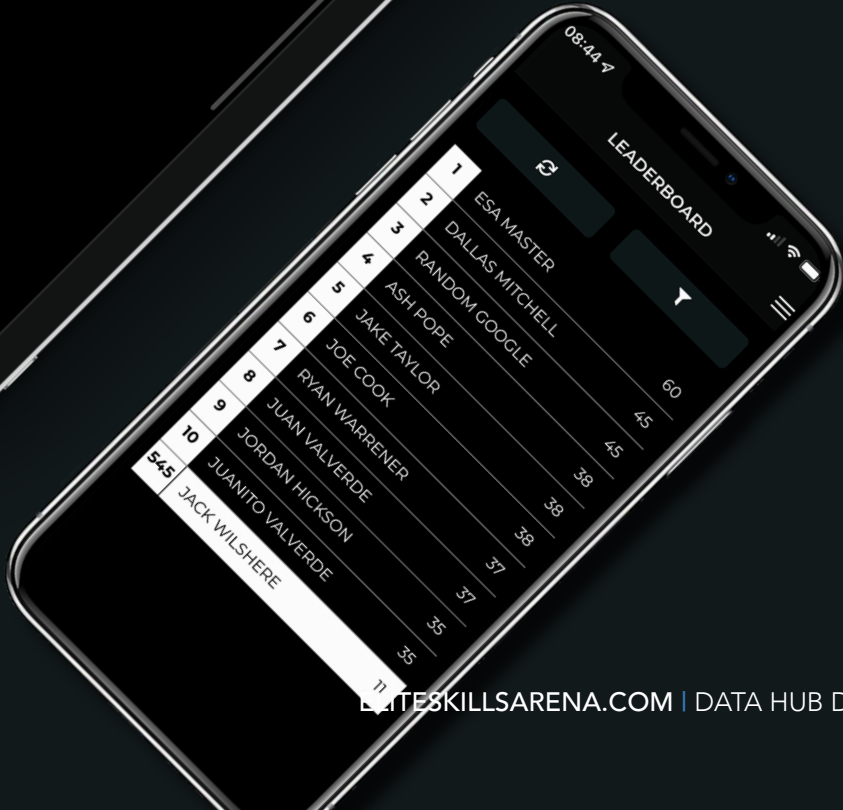 08:44
LEADERBOARD
1 ESA MASTER 60
2 DALLAS MITCHELL 45
3 RANDOM GOOGLE 45
4 ASH POPE 38
5 JAKE TAYLOR 38
6 JOE COOK 38
7 RYAN WARRENER 37
8 JUAN VALVERDE 37
9 JORDAN HICKSON 35
10 JUANITO VALVERDE 35
545 JACK WILSHERE 11
ELITESKILLSARENA.COM | DATA HUB D